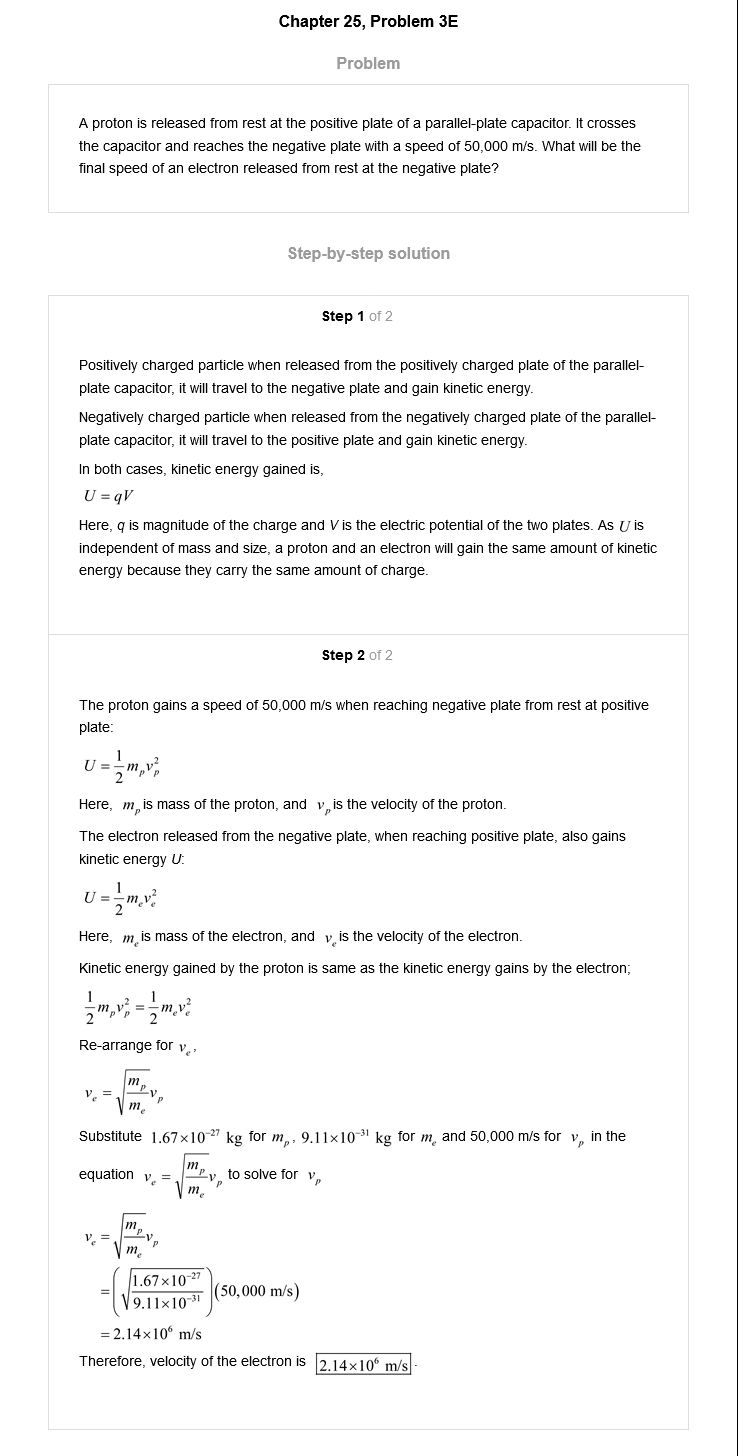 Chapter 25, Problem 3E
Problem
A proton is released from rest at the positive plate of a parallel-plate capacitor. It crosses
the capacitor and reaches the negative plate with a speed of 50,000 m/s. What will be the
final speed of an electron released from rest at the negative plate?
Step-by-step solution
Step 1 of 2
Positively charged particle when released from the positively charged plate of the parallel-
plate capacitor, it will travel to the negative plate and gain kinetic energy.
Negatively charged particle when released from the negatively charged plate of the parallel-
plate capacitor, it will travel to the positive plate and gain kinetic energy.
In both cases, kinetic energy gained is,
U = qV
Here, q is magnitude of the charge and V is the electric potential of the two plates. As U is
independent of mass and size, a proton and an electron will gain the same amount of kinetic
energy because they carry the same amount of charge.
Step 2 of 2
The proton gains a speed of 50,000 m/s when reaching negative plate from rest at positive
plate:
U = \frac{1}{2} m_p v_p^2
Here, m_p is mass of the proton, and v_p is the velocity of the proton.
The electron released from the negative plate, when reaching positive plate, also gains
kinetic energy U:
U = \frac{1}{2} m_e v_e^2
Here, m_e is mass of the electron, and v_e is the velocity of the electron.
Kinetic energy gained by the proton is same as the kinetic energy gains by the electron;
\frac{1}{2} m_p v_p^2 = \frac{1}{2} m_e v_e^2
Re-arrange for v_e,
v_e = \sqrt{\frac{m_p}{m_e}} v_p
Substitute 1.67×10^{-27} kg for m_p, 9.11×10^{-31} kg for m_e and 50,000 m/s for v_p in the
equation v_e = \sqrt{\frac{m_p}{m_e}} v_p to solve for v_p
v_e = \sqrt{\frac{m_p}{m_e}} v_p
= \left( \sqrt{\frac{1.67×10^{-27}}{9.11×10^{-31}}} \right) (50,000 m/s)
= 2.14×10^6 m/s
Therefore, velocity of the electron is 2.14×10^6 m/s.